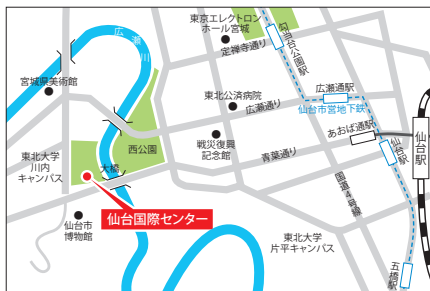 東京エレクトロン
ホール宮城
定禅寺通り
勾当台公園駅
広瀬川
宮城県美術館
東北公済病院
広瀬通り
広瀬通駅
仙台市営地下鉄
あおば通駅
仙台駅
仙台駅
西公園
戦災復興
記念館
青葉通り
東北大学
川内
キャンパス
大橋
国道4号線
仙台市
博物館
仙台国際センター
東北大学
片平キャンパス
五橋駅